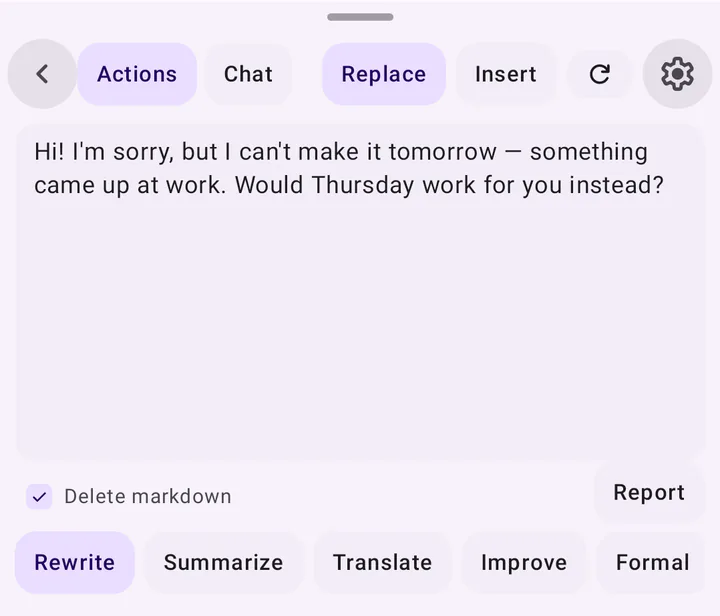 Actions Chat Replace Insert
Hi! I'm sorry, but I can't make it tomorrow — something
came up at work. Would Thursday work for you instead?
Delete markdown Report
Rewrite Summarize Translate Improve Formal